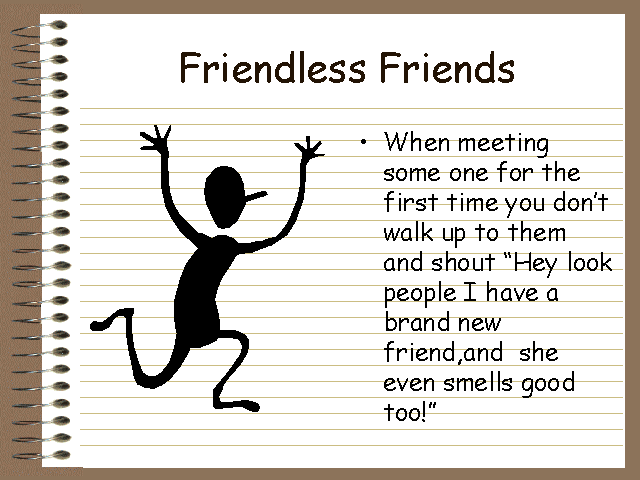 Friendless Friends
• When meeting
some one for the
first time you don't
walk up to them
and shout “Hey look
people I have a
brand new
friend,and  she
even smells good
too!”